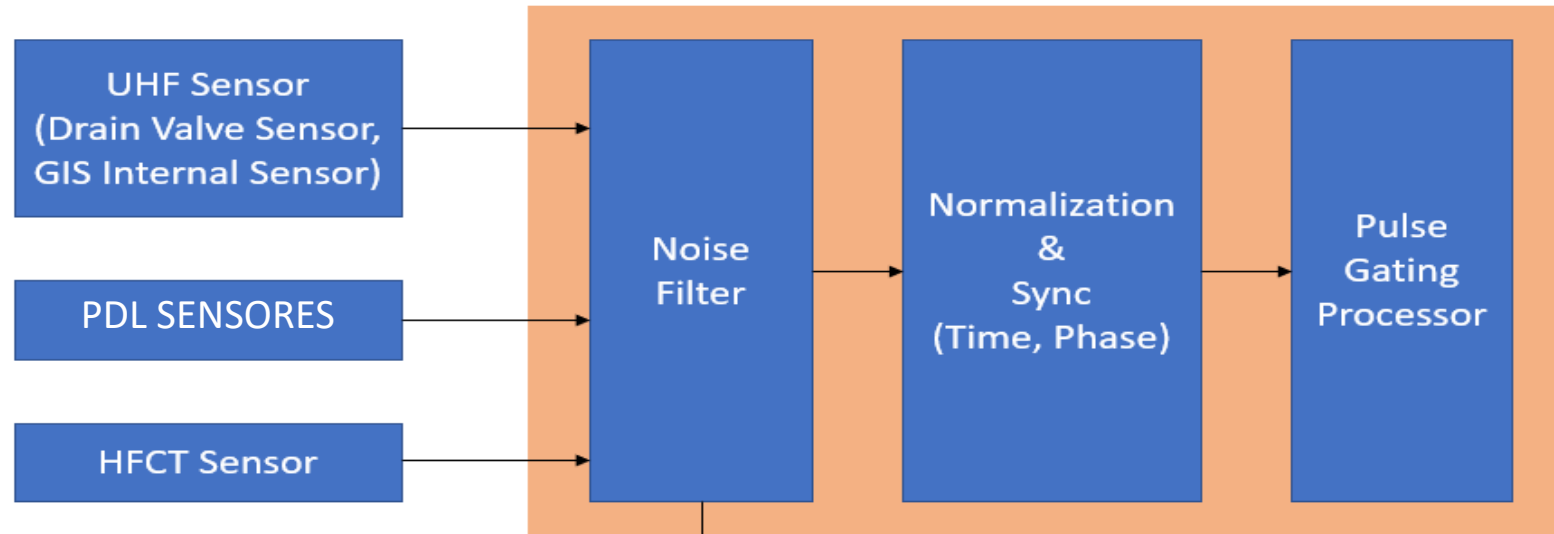 UHF Sensor
(Drain Valve Sensor,
GIS Internal Sensor)
PDL SENSORES
HFCT Sensor
Noise
Filter
Normalization
&
Sync
(Time, Phase)
Pulse
Gating
Processor